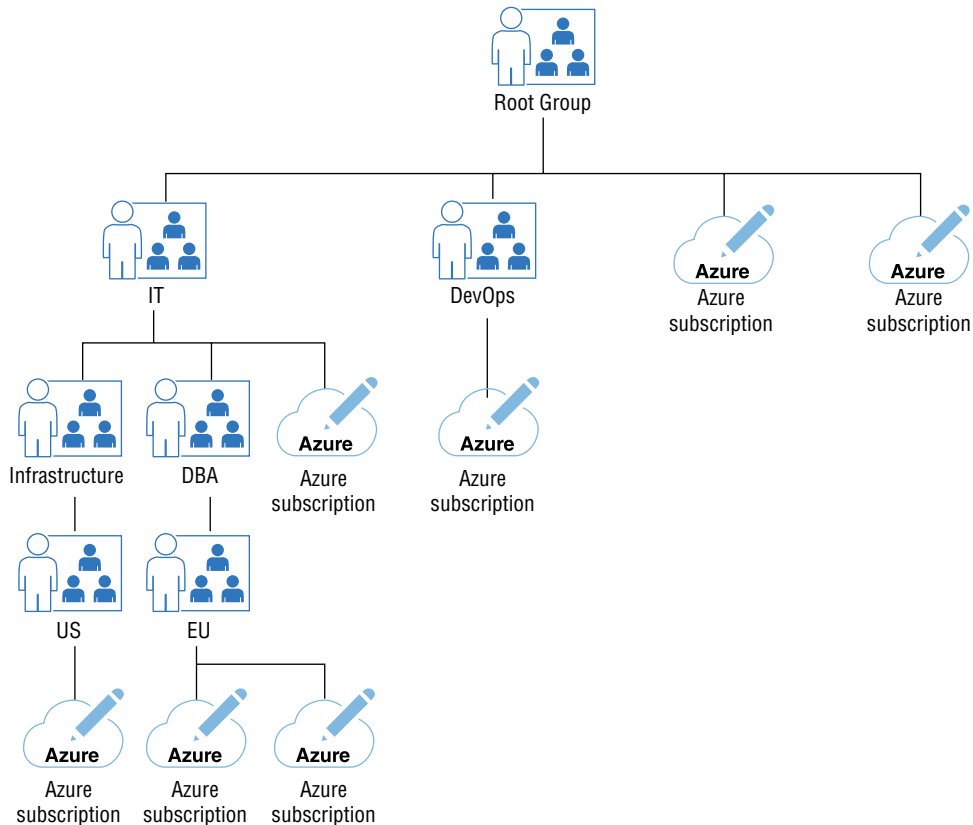 Root Group
IT
DevOps
Azure
Azure
subscription
Azure
Azure
subscription
Infrastructure
DBA
Azure
Azure
subscription
Azure
Azure
subscription
US
EU
Azure
Azure
subscription
Azure
Azure
subscription
Azure
Azure
subscription